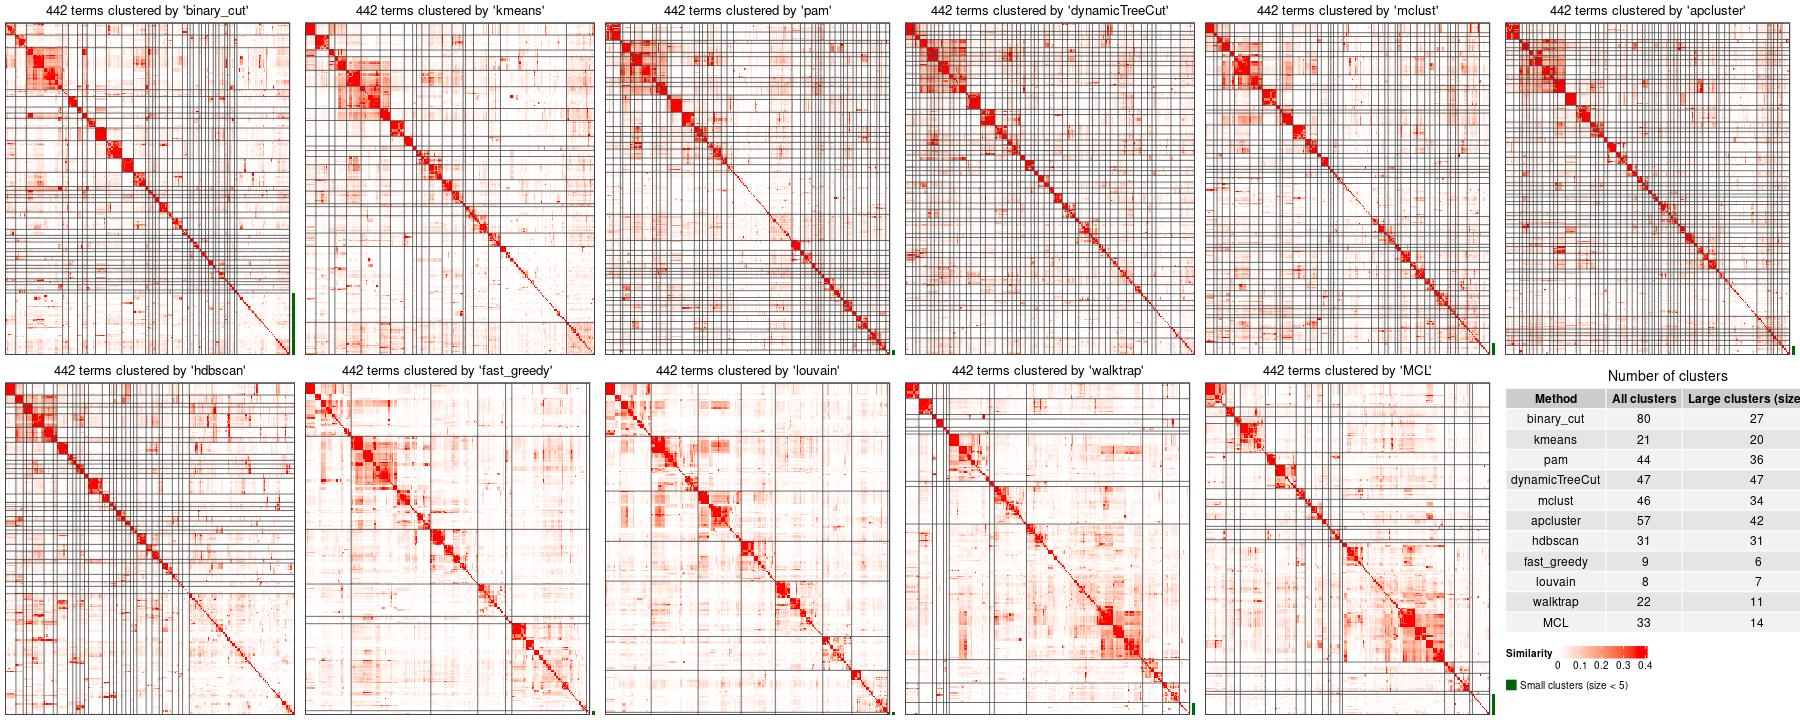 442 terms clustered by 'binary_cut'
442 terms clustered by 'kmeans'
442 terms clustered by 'pam'
442 terms clustered by 'dynamicTreeCut'
442 terms clustered by 'mclust'
442 terms clustered by 'apcluster'
442 terms clustered by 'hdbscan'
442 terms clustered by 'fast_greedy'
442 terms clustered by 'louvain'
442 terms clustered by 'walktrap'
442 terms clustered by 'MCL'
Number of clusters
Method All clusters Large clusters (size
binary_cut 80 27
kmeans 21 20
pam 44 36
dynamicTreeCut 47 47
mclust 46 34
apcluster 57 42
hdbscan 31 31
fast_greedy 9 6
louvain 8 7
walktrap 22 11
MCL 33 14
Similarity
0 0.1 0.2 0.3 0.4
Small clusters (size < 5)